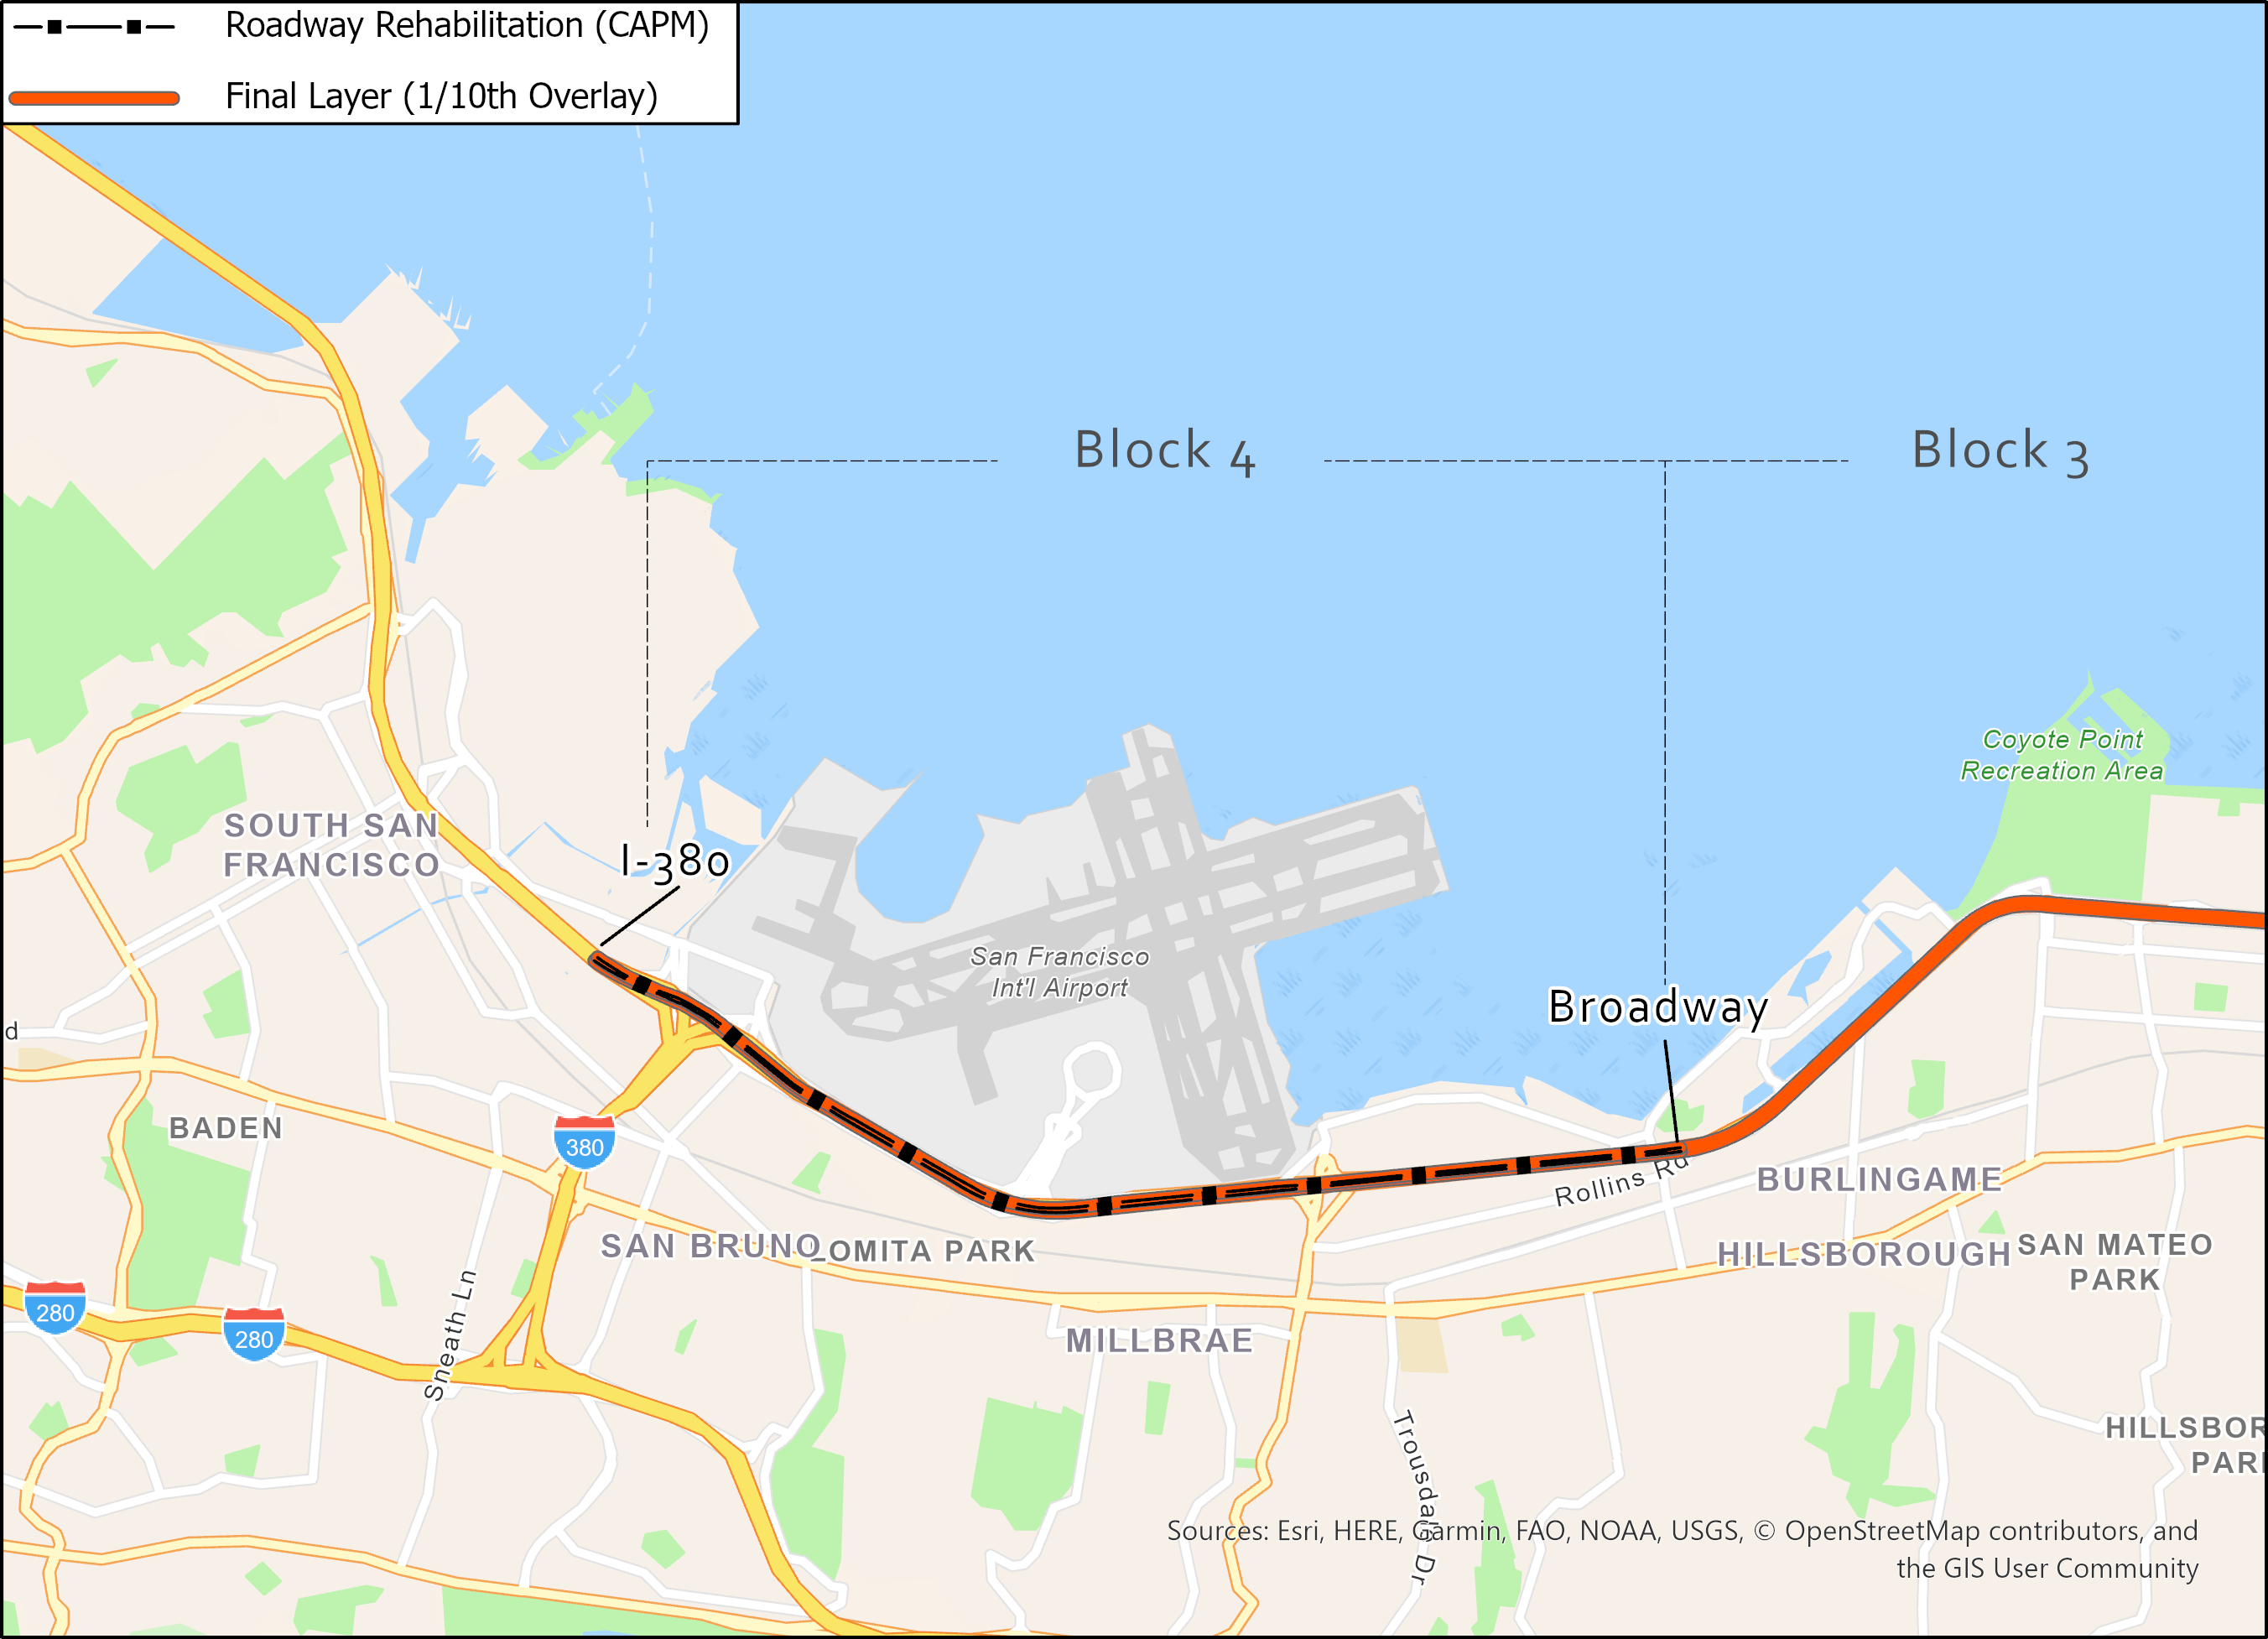 Roadway Rehabilitation (CAPM)
Final Layer (1/10th Overlay)
Block 4
Block 3
Coyote Point
Recreation Area
SOUTH SAN
FRANCISCO
I-380
San Francisco
Int'l Airport
Broadway
d
BADEN
380
Rollins Rd
BURLINGAME
SAN BRUNO
LOMITA PARK
HILLSBOROUGH
SAN MATEO
PARK
280
280
Sneath Ln
MILLBRAE
Trousdale Dr
HILLSBOR
PAR
Sources: Esri, HERE, Garmin, FAO, NOAA, USGS, © OpenStreetMap contributors, and
the GIS User Community